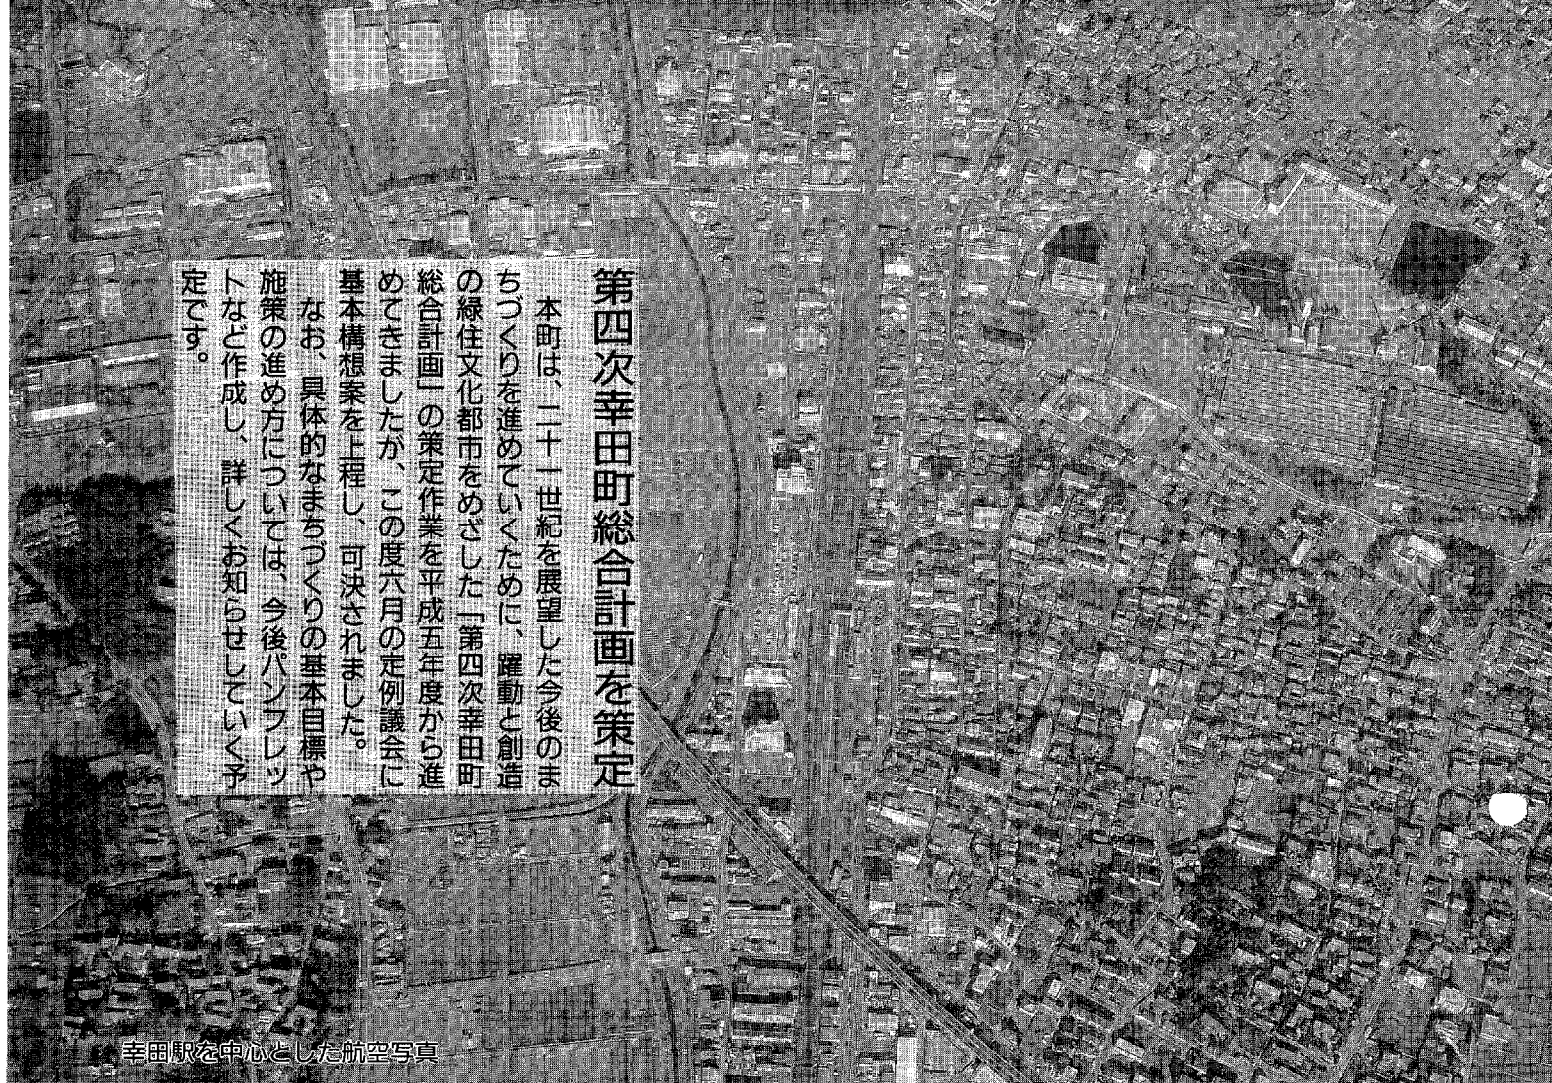 第四次幸田町総合計画を策定
本町は、二十一世紀を展望した今後のま
ちづくりを進めていくために、躍動と創造
の緑住文化都市をめざした「第四次幸田町
総合計画」の策定作業を平成五年度から進
めてきましたが、この度六月の定例議会に
基本構想案を上程し、可決されました。
なお、具体的なまちづくりの基本目標や
施策の進め方については、今後パンフレッ
トなど作成し、詳しくお知らせしていく予
定です。
幸田駅を中心とした航空写真